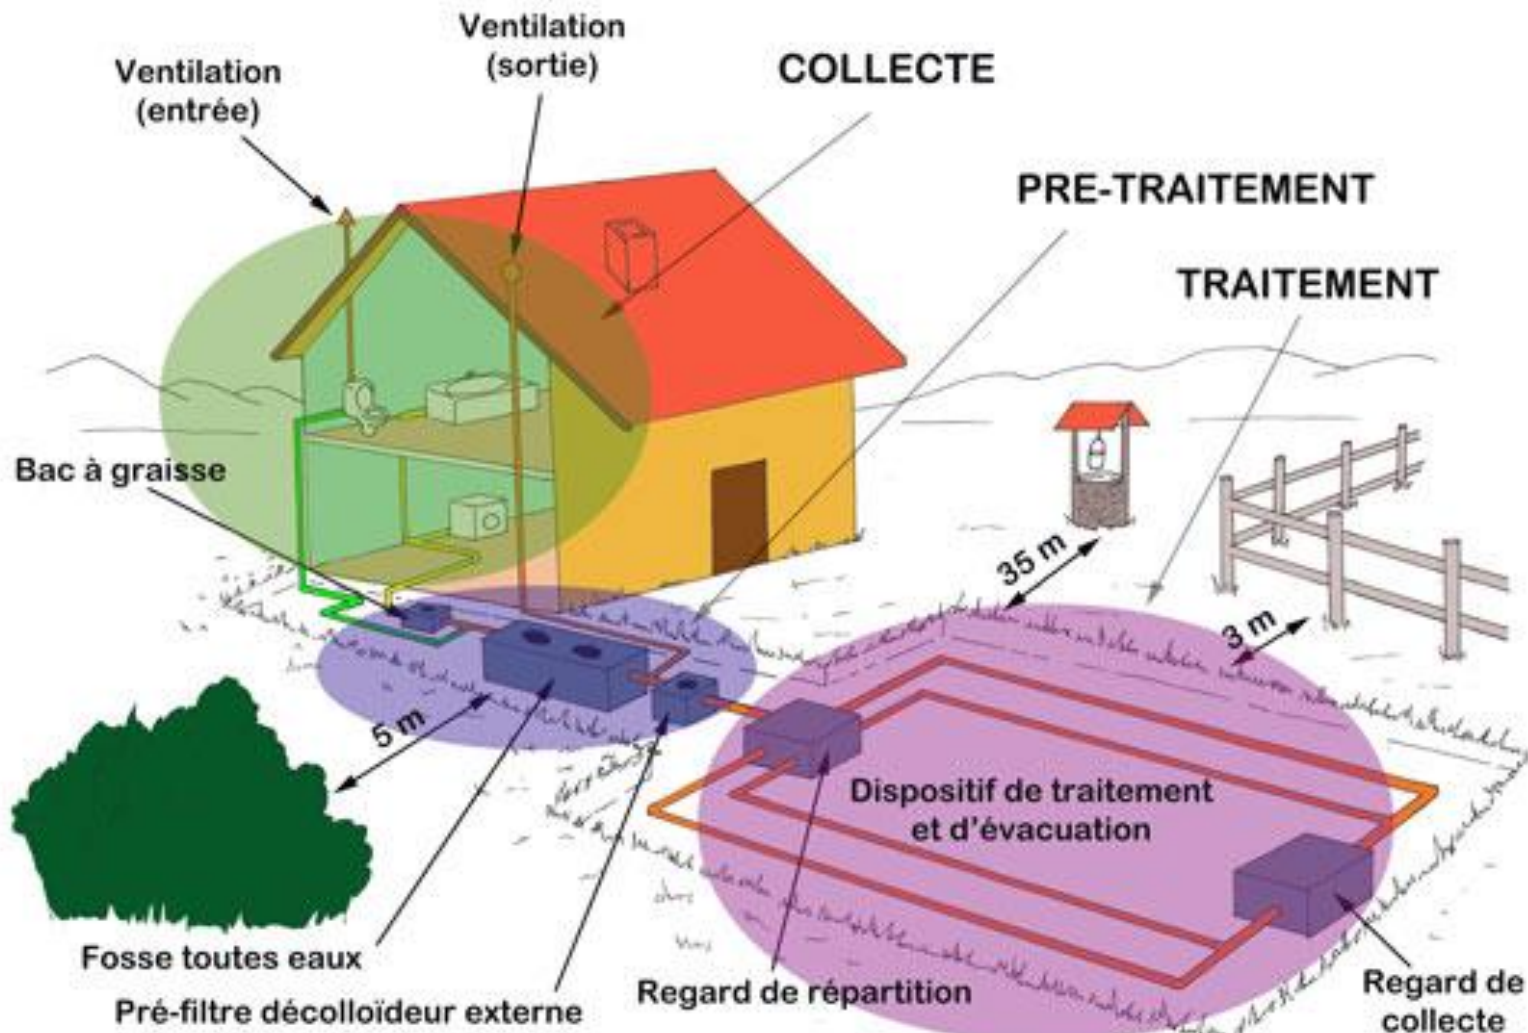 Ventilation
(entrée)
Ventilation
(sortie)
COLLECTE
PRE-TRAITEMENT
TRAITEMENT
Bac à graisse
35 m
3 m
5 m
Dispositif de traitement
et d'évacuation
Fosse toutes eaux
Pré-filtre décolloïdeur externe
Regard de répartition
Regard de
collecte